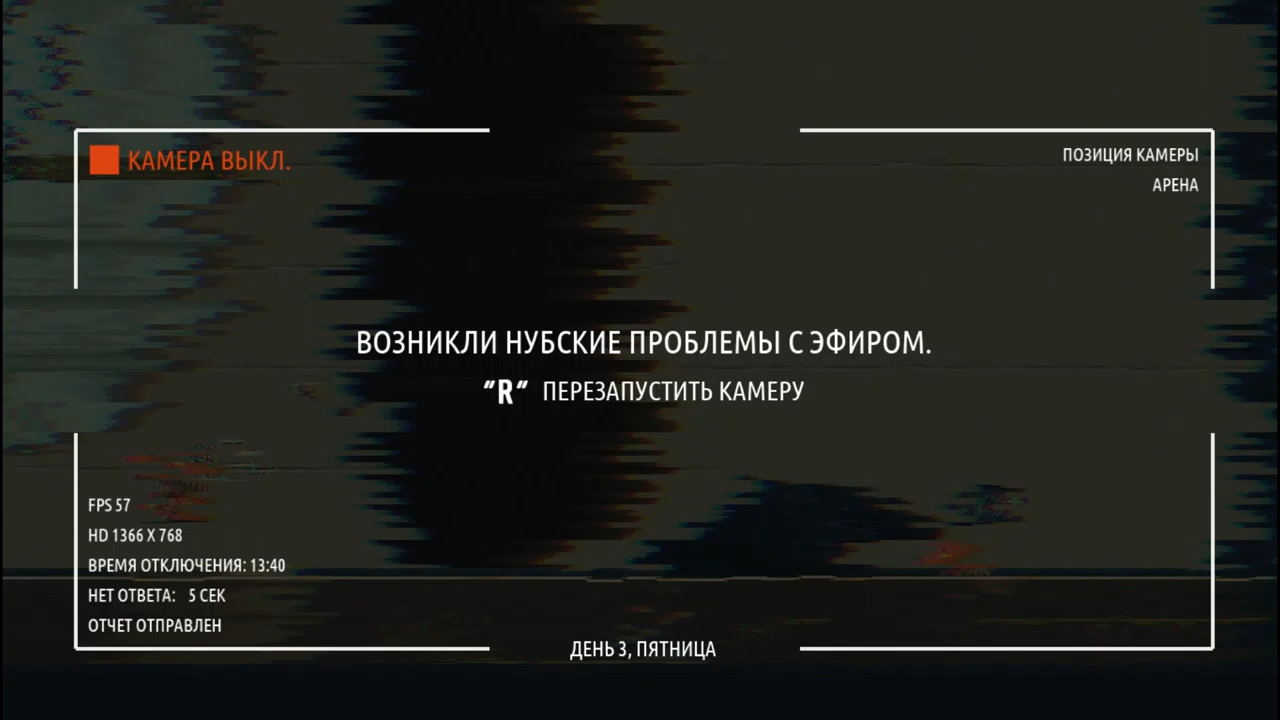 КАМЕРА ВЫКЛ.
ПОЗИЦИЯ КАМЕРЫ
АРЕНА
ВОЗНИКЛИ НУБСКИЕ ПРОБЛЕМЫ С ЭФИРОМ.
“R“ ПЕРЕЗАПУСТИТЬ КАМЕРУ
FPS 57
HD 1366 X 768
ВРЕМЯ ОТКЛЮЧЕНИЯ: 13:40
НЕТ ОТВЕТА: 5 СЕК
ОТЧЕТ ОТПРАВЛЕН
ДЕНЬ 3, ПЯТНИЦА